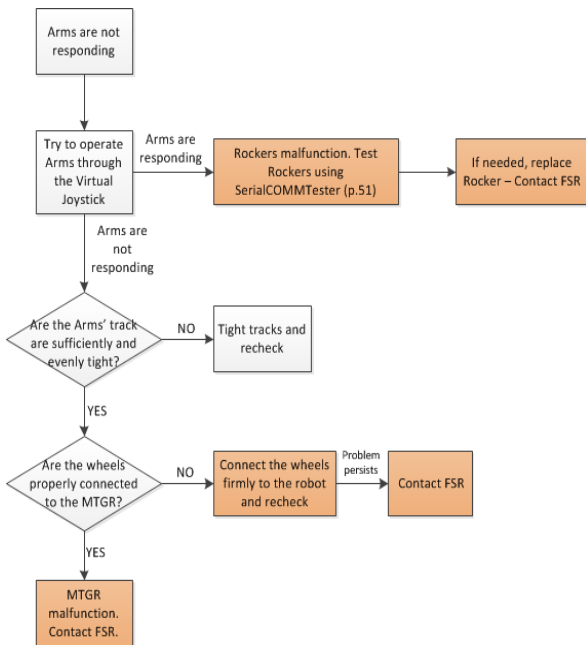 Arms are not
responding
Try to operate
Arms through
the Virtual
Joystick
Arms are
responding
Rockers malfunction. Test
Rockers using
SerialCOMMTester (p.51)
If needed, replace
Rocker – Contact FSR
Arms are
not
responding
Are the Arms' track
are sufficiently and
evenly tight?
NO
Tight tracks and
recheck
YES
Are the wheels
properly connected
to the MTGR?
NO
Connect the wheels
firmly to the robot
and recheck
Problem
persists
Contact FSR
YES
MTGR
malfunction.
Contact FSR.